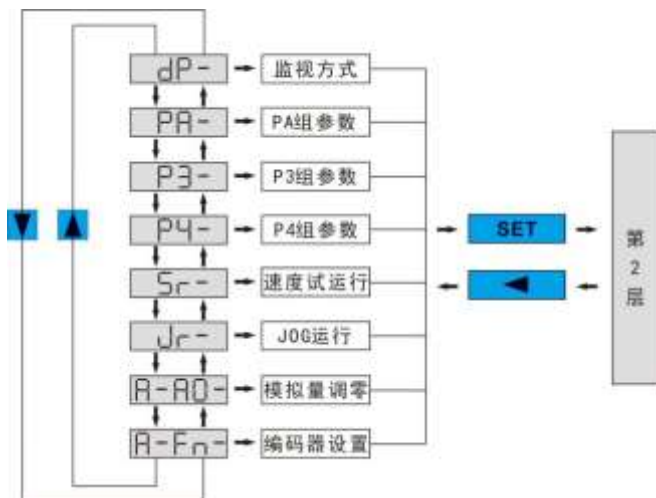 dP-
监视方式
PA-
PA组参数
P3-
P3组参数
P4-
P4组参数
SET
Sr-
速度试运行
Jr-
JOG运行
A-A0-
模拟量调零
A-Fn-
编码器设置
第2层